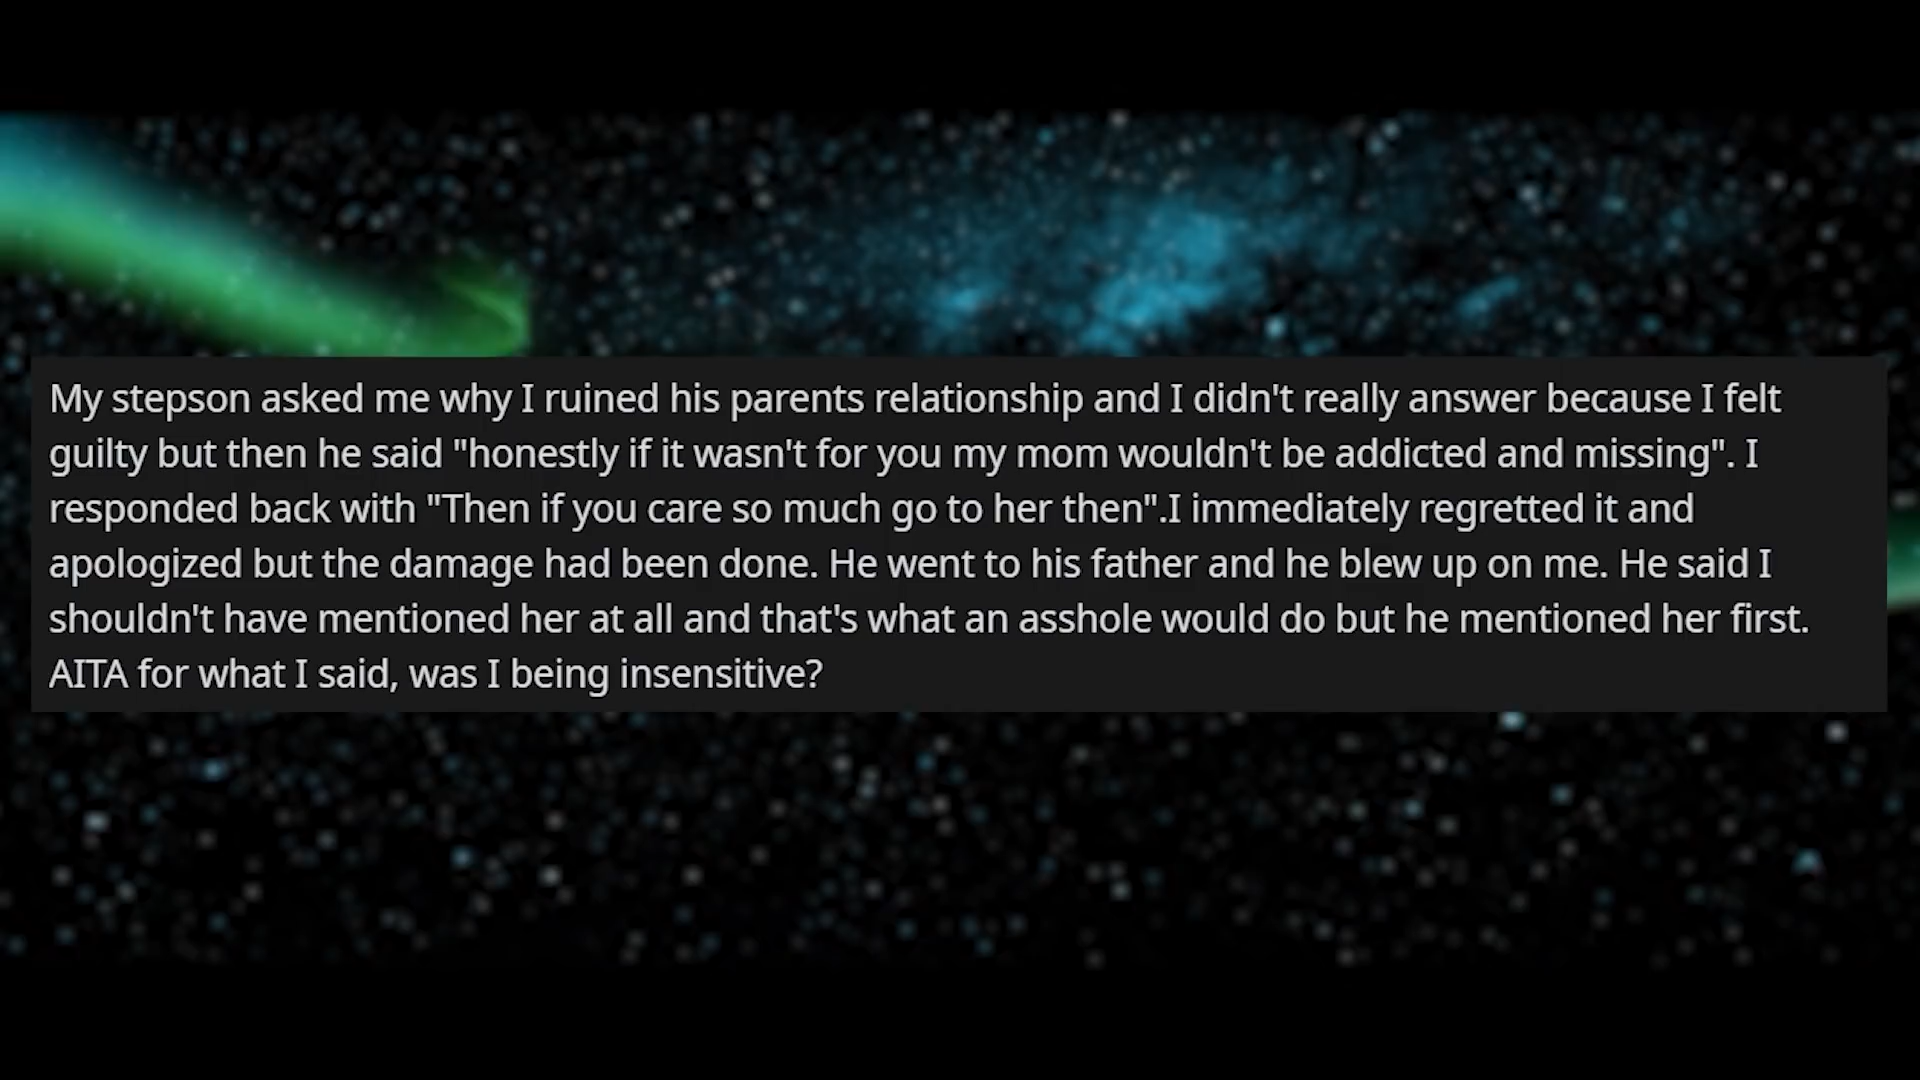 My stepson asked me why I ruined his parents relationship and I didn't really answer because I felt
guilty but then he said "honestly if it wasn't for you my mom wouldn't be addicted and missing". I
responded back with "Then if you care so much go to her then".I immediately regretted it and
apologized but the damage had been done. He went to his father and he blew up on me. He said I
shouldn't have mentioned her at all and that's what an asshole would do but he mentioned her first.
AITA for what I said, was I being insensitive?